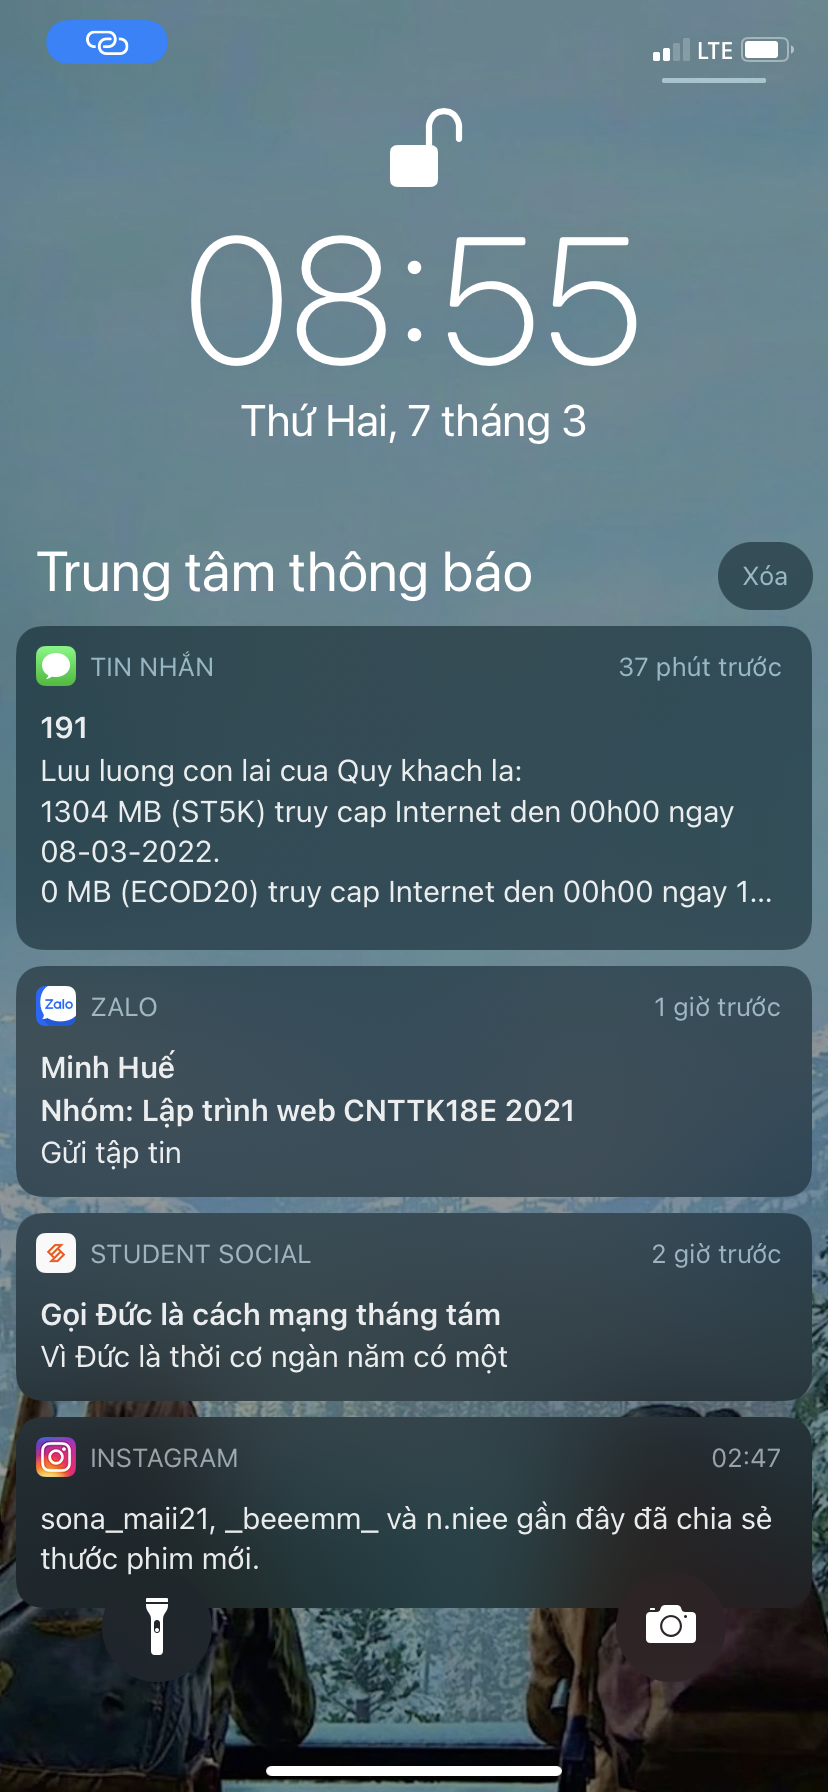 LTE
08:55
Thứ Hai, 7 tháng 3
Trung tâm thông báo
Xóa
TIN NHẮN
37 phút trước
191
Luu luong con lai cua Quy khach la:
1304 MB (ST5K) truy cap Internet den 00h00 ngay
08-03-2022.
0 MB (ECOD20) truy cap Internet den 00h00 ngay 1...
Zalo
ZALO
1 giờ trước
Minh Huế
Nhóm: Lập trình web CNTTK18E 2021
Gửi tập tin
STUDENT SOCIAL
2 giờ trước
Gọi Đức là cách mạng tháng tám
Vì Đức là thời cơ ngàn năm có một
INSTAGRAM
02:47
sona_maii21, _beeemm_ và n.niee gần đây đã chia sẻ
thước phim mới.